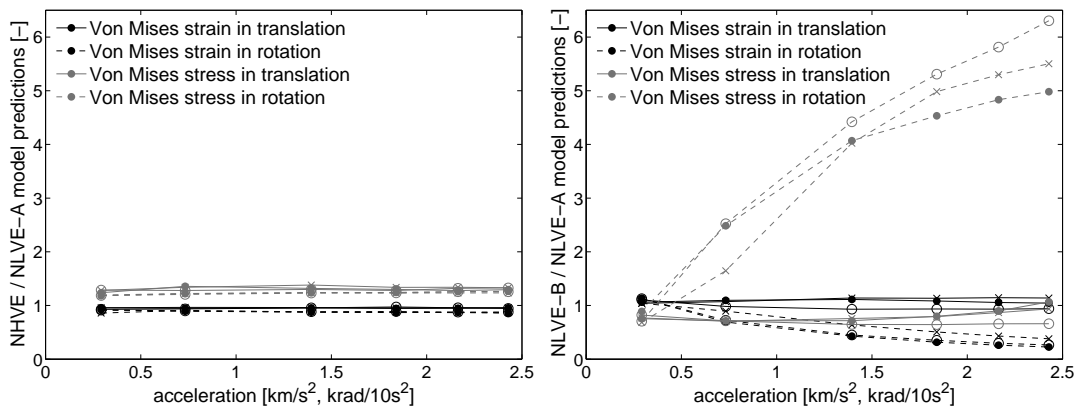 NHVE / NLVE−A model predictions [−]
6
5
4
3
2
1
0
Von Mises strain in translation
Von Mises strain in rotation
Von Mises stress in translation
Von Mises stress in rotation
0 0.5 1 1.5 2 2.5
acceleration [km/s², krad/10s²]
NLVE−B / NLVE−A model predictions [−]
6
5
4
3
2
1
0
Von Mises strain in translation
Von Mises strain in rotation
Von Mises stress in translation
Von Mises stress in rotation
0 0.5 1 1.5 2 2.5
acceleration [km/s², krad/10s²]